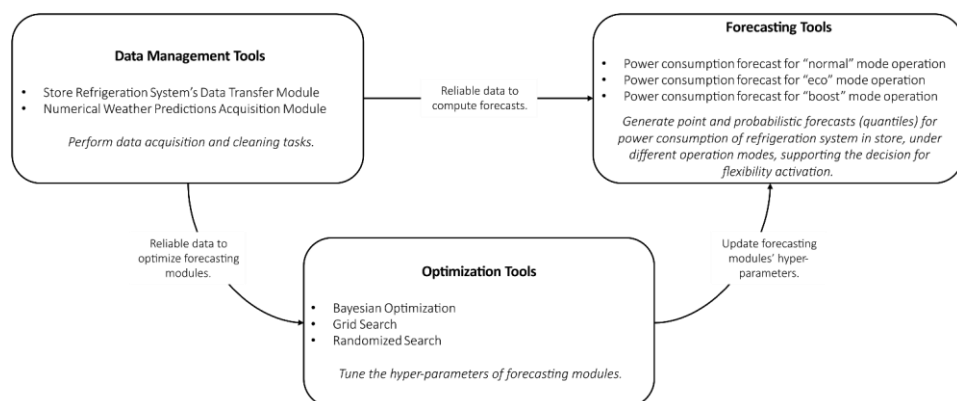 Data Management Tools
• Store Refrigeration System's Data Transfer Module
• Numerical Weather Predictions Acquisition Module
Perform data acquisition and cleaning tasks.
Reliable data to
compute forecasts.
Forecasting Tools
• Power consumption forecast for “normal” mode operation
• Power consumption forecast for “eco” mode operation
• Power consumption forecast for “boost” mode operation
Generate point and probabilistic forecasts (quantiles) for
power consumption of refrigeration system in store, under
different operation modes, supporting the decision for
flexibility activation.
Reliable data to
optimize forecasting
modules.
Optimization Tools
• Bayesian Optimization
• Grid Search
• Randomized Search
Tune the hyper-parameters of forecasting modules.
Update forecasting
modules' hyper-
parameters.